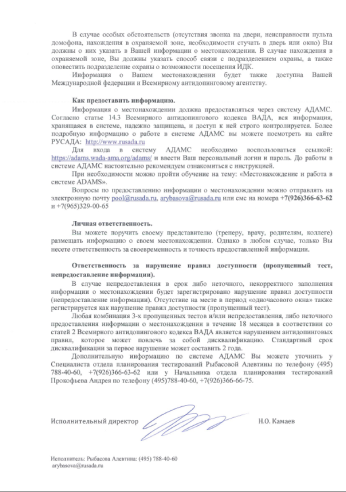 В случае особых обстоятельств (отсутствия звонка на двери, неисправности пульта
домофона, нахождения в охраняемой зоне, необходимости стучать в дверь или окно) Вы
должны о них указать в Вашей информации о местонахождении. В случае нахождения в
охраняемой зоне, Вы должны указать способ связи с подразделением охраны, а также
оповестить подразделение охраны о возможности посещения ИДК.
Информация о Вашем местонахождении будет также доступна Вашей
Международной федерации и Всемирному антидопинговому агентству.
Как предоставить информацию.
Информация о местонахождении должна предоставляться через систему АДАМС.
Согласно статье 14.3 Всемирного антидопингового кодекса ВАДА, вся информация,
хранящаяся в системе, надежно защищена, и доступ к ней строго контролируется. Более
подробную информацию о работе в системе АДАМС вы можете посмотреть на сайте
РУСАДА: http://www.rusada.ru
Для входа в систему АДАМС необходимо воспользоваться ссылкой:
https://adams.wada-ama.org/adams/ и ввести Ваш персональный логин и пароль. До работы в
системе АДАМС настоятельно рекомендуем ознакомиться с инструкцией.
При необходимости можно пройти обучение на тему: «Местонахождение и работа в
системе ADAMS».
Вопросы по предоставлению информации о местонахождении можно отправлять на
электронную почту pool@rusada.ru, arybasova@rusada.ru или смс на номера +7(926)366-63-62
и +7(965)329-00-65
Личная ответственность.
Вы можете поручить своему представителю (тренеру, врачу, родителям, коллеге)
размещать информацию о своем местонахождении. Однако в любом случае, только Вы
несете ответственность за своевременность и точность предоставленной информации.
Ответственность за нарушение правил доступности (пропущенный тест,
непредоставление информации).
В случае непредоставления в срок либо неточного, некорректного заполнения
информации о местонахождении будет зарегистрировано нарушение правил доступности
(непредоставление информации). Отсутствие на месте в период «одночасового окна» также
регистрируется как нарушение правил доступности (пропущенный тест).
Любая комбинация 3-х пропущенных тестов и/или непредоставления, либо неточного
предоставления информации о местонахождении в течение 18 месяцев в соответствии со
статьей 2 Всемирного антидопингового кодекса ВАДА является нарушением антидопинговых
правил, которое может повлечь за собой дисквалификацию. Стандартный срок
дисквалификации за первое нарушение может составить 2 года.
Дополнительную информацию по системе АДАМС Вы можете уточнить у
Специалиста отдела планирования тестирования Рыбасовой Алевтины по телефону (495)
788-40-60, +7(926)366-63-62 или у Начальника отдела планирования тестирований
Прокофьева Андрея по телефону (495)788-40-60, +7(926)366-66-75.
Исполнительный директор Н.О. Камаев
Исполнитель: Рыбасова Алевтина: (495) 788-40-60
arybasova@rusada.ru